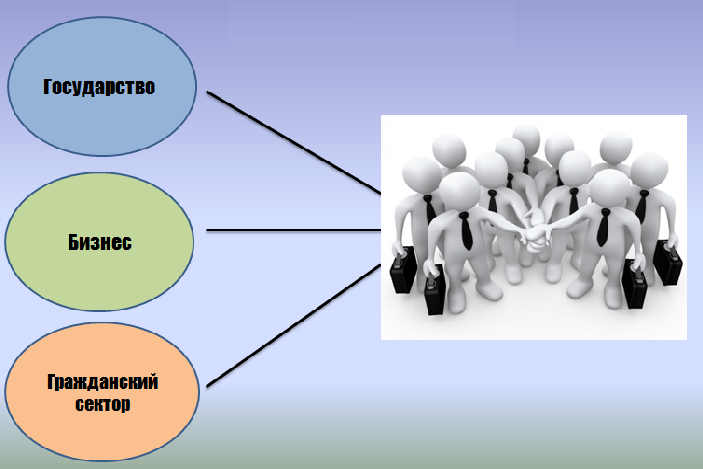 Государство
Бизнес
Гражданский
сектор